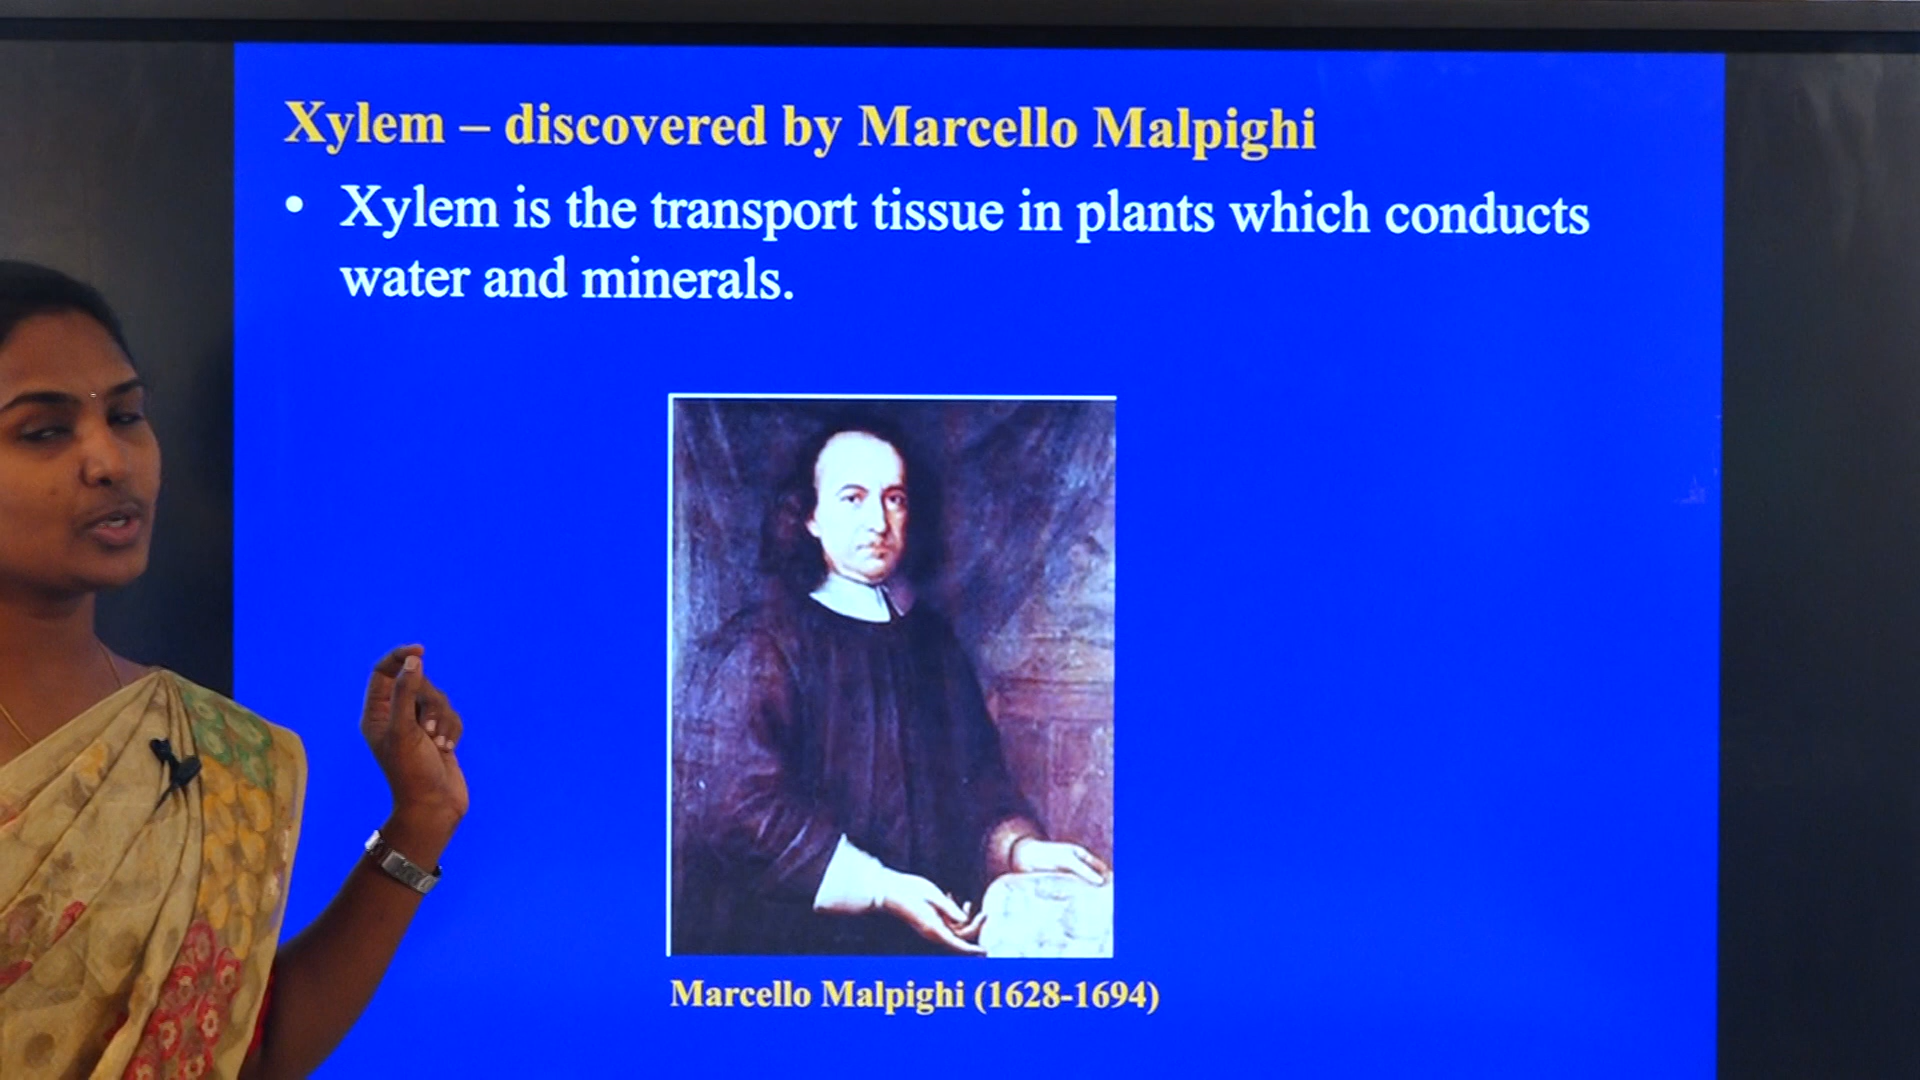 Xylem – discovered by Marcello Malpighi
• Xylem is the transport tissue in plants which conducts
water and minerals.
Marcello Malpighi (1628-1694)